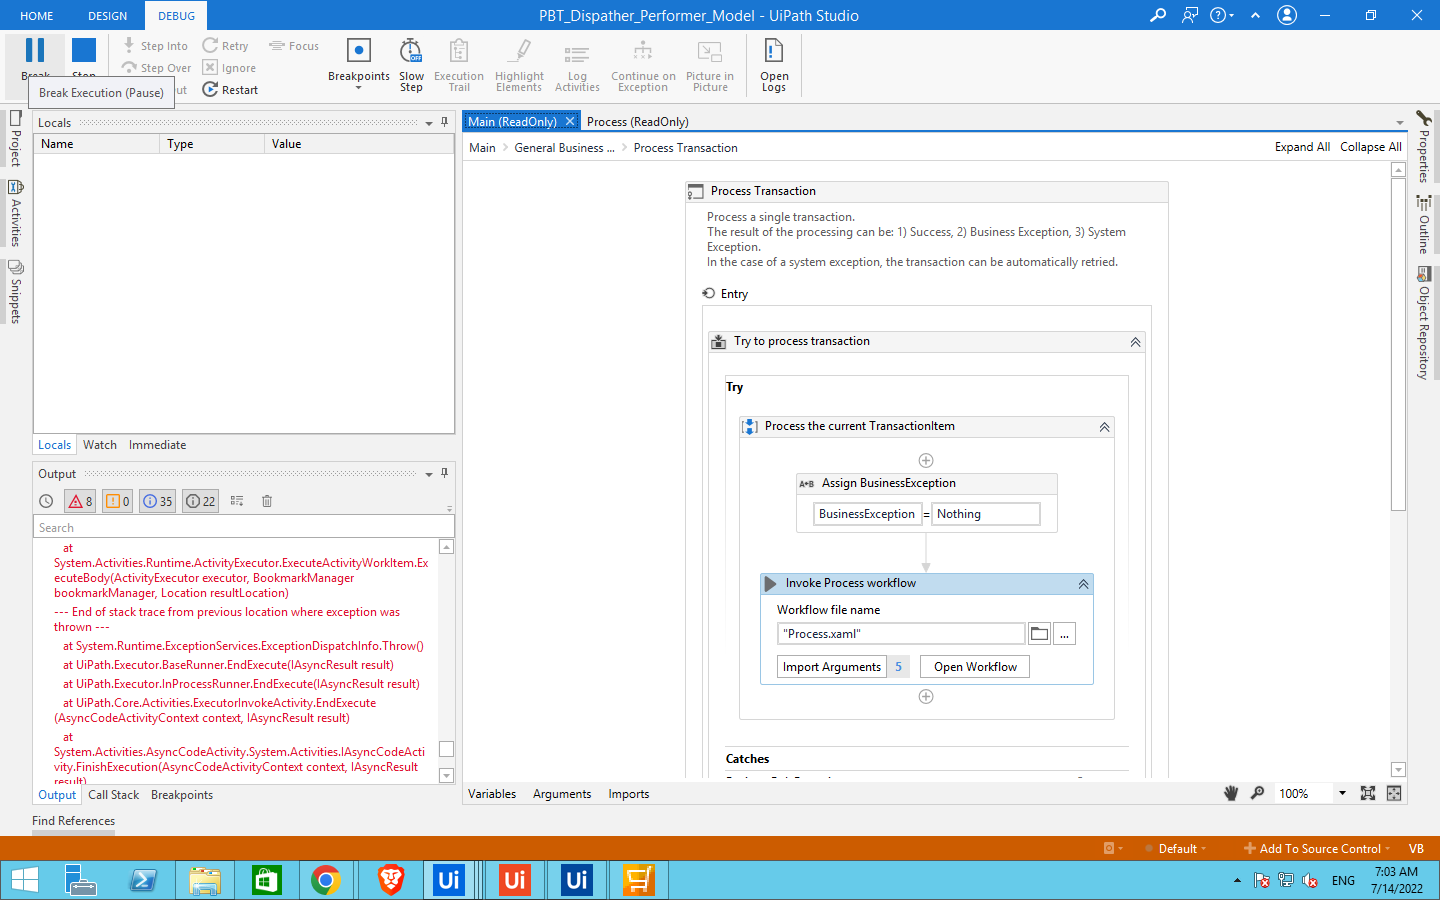 HOME
DESIGN
DEBUG
PBT_Dispather_Performer_Model - UiPath Studio
Break
Stop
Step Into
Step Over
Retry
Ignore
Restart
Focus
Breakpoints
Slow
Step
Execution
Trail
Highlight
Elements
Log
Activities
Continue on
Exception
Picture in
Picture
Open
Logs
Break Execution (Pause)
Project
Activities
Snippets
Locals
Name
Type
Value
Locals
Watch
Immediate
Output
8
0
35
22
Search
at
System.Activities.Runtime.ActivityExecutor.ExecuteActivityWorkItem.Ex
ecuteBody(ActivityExecutor executor, BookmarkManager
bookmarkManager, Location resultLocation)
--- End of stack trace from previous location where exception was
thrown ---
at System.Runtime.ExceptionServices.ExceptionDispatchInfo.Throw()
at UiPath.Executor.BaseRunner.EndExecute(IAsyncResult result)
at UiPath.Executor.InProcessRunner.EndExecute(IAsyncResult result)
at UiPath.Core.Activities.ExecutorInvokeActivity.EndExecute
(AsyncCodeActivityContext context, IAsyncResult result)
at
System.Activities.AsyncCodeActivity.System.Activities.IAsyncCodeActi
vity.FinishExecution(AsyncCodeActivityContext context, IAsyncResult
result)
Output
Call Stack
Breakpoints
Find References
Main (ReadOnly)
Process (ReadOnly)
Main
General Business ...
Process Transaction
Expand All
Collapse All
Process Transaction
Process a single transaction.
The result of the processing can be: 1) Success, 2) Business Exception, 3) System
Exception.
In the case of a system exception, the transaction can be automatically retried.
Entry
Try to process transaction
Try
Process the current TransactionItem
A+B Assign BusinessException
BusinessException = Nothing
Invoke Process workflow
Workflow file name
"Process.xaml"
...
Import Arguments
5
Open Workflow
Catches
Variables
Arguments
Imports
100%
Properties
Outline
Object Repository
Default
Add To Source Control
VB
Ui
Ui
Ui
ENG
7:03 AM
7/14/2022